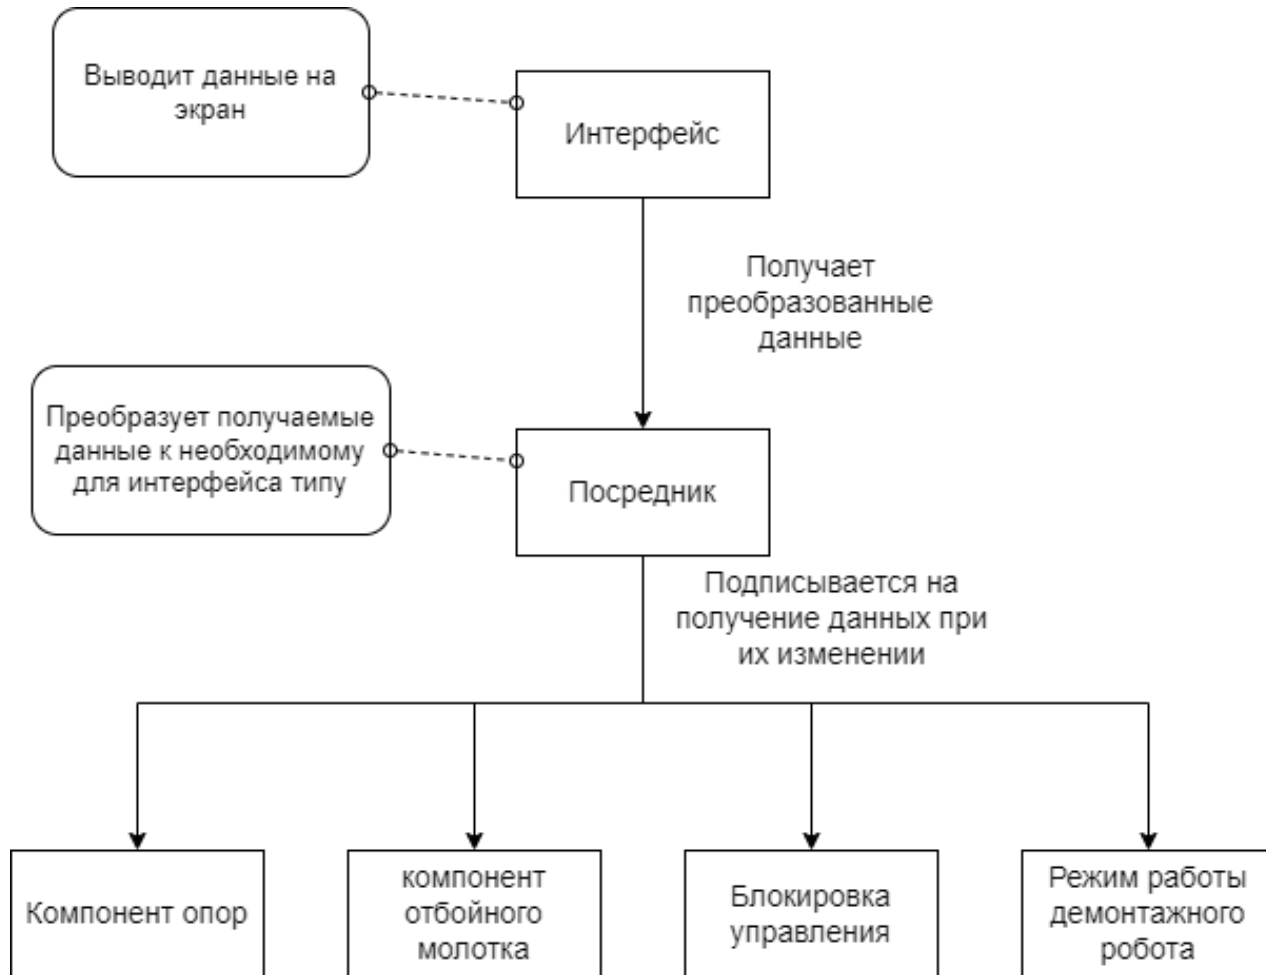 Выводит данные на
экран
Интерфейс
Получает
преобразованные
данные
Преобразует получаемые
данные к необходимому
для интерфейса типу
Посредник
Подписывается на
получение данных при
их изменении
Компонент опор
компонент
отбойного
молотка
Блокировка
управления
Режим работы
демонтажного
робота